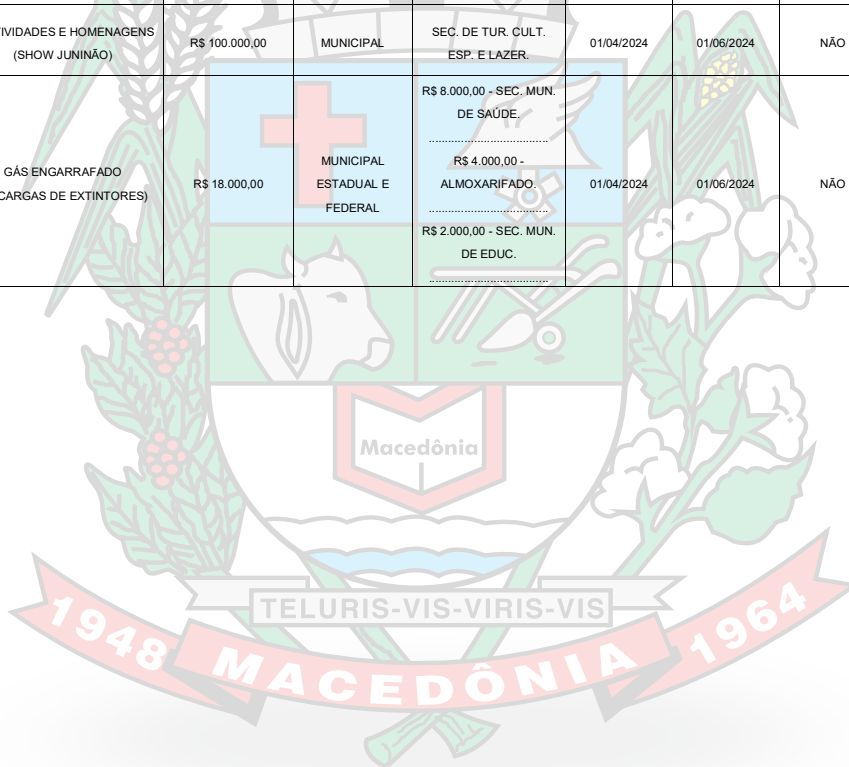 TIVIDADES E HOMENAGENS
(SHOW JUNINÃO)
R$ 100.000,00
MUNICIPAL
SEC. DE TUR. CULT.
ESP. E LAZER.
01/04/2024
01/06/2024
NÃO
GÁS ENGARRAFADO
CARGAS DE EXTINTORES)
R$ 18.000,00
MUNICIPAL
ESTADUAL E
FEDERAL
R$ 8.000,00 - SEC. MUN.
DE SAÚDE.
......................................
R$ 4.000,00 -
ALMOXARIFADO.
......................................
R$ 2.000,00 - SEC. MUN.
DE EDUC.
......................................
01/04/2024
01/06/2024
NÃO
Macedônia
TELURIS-VIS-VIRIS-VIS
1948 MACEDÔNIA 1964